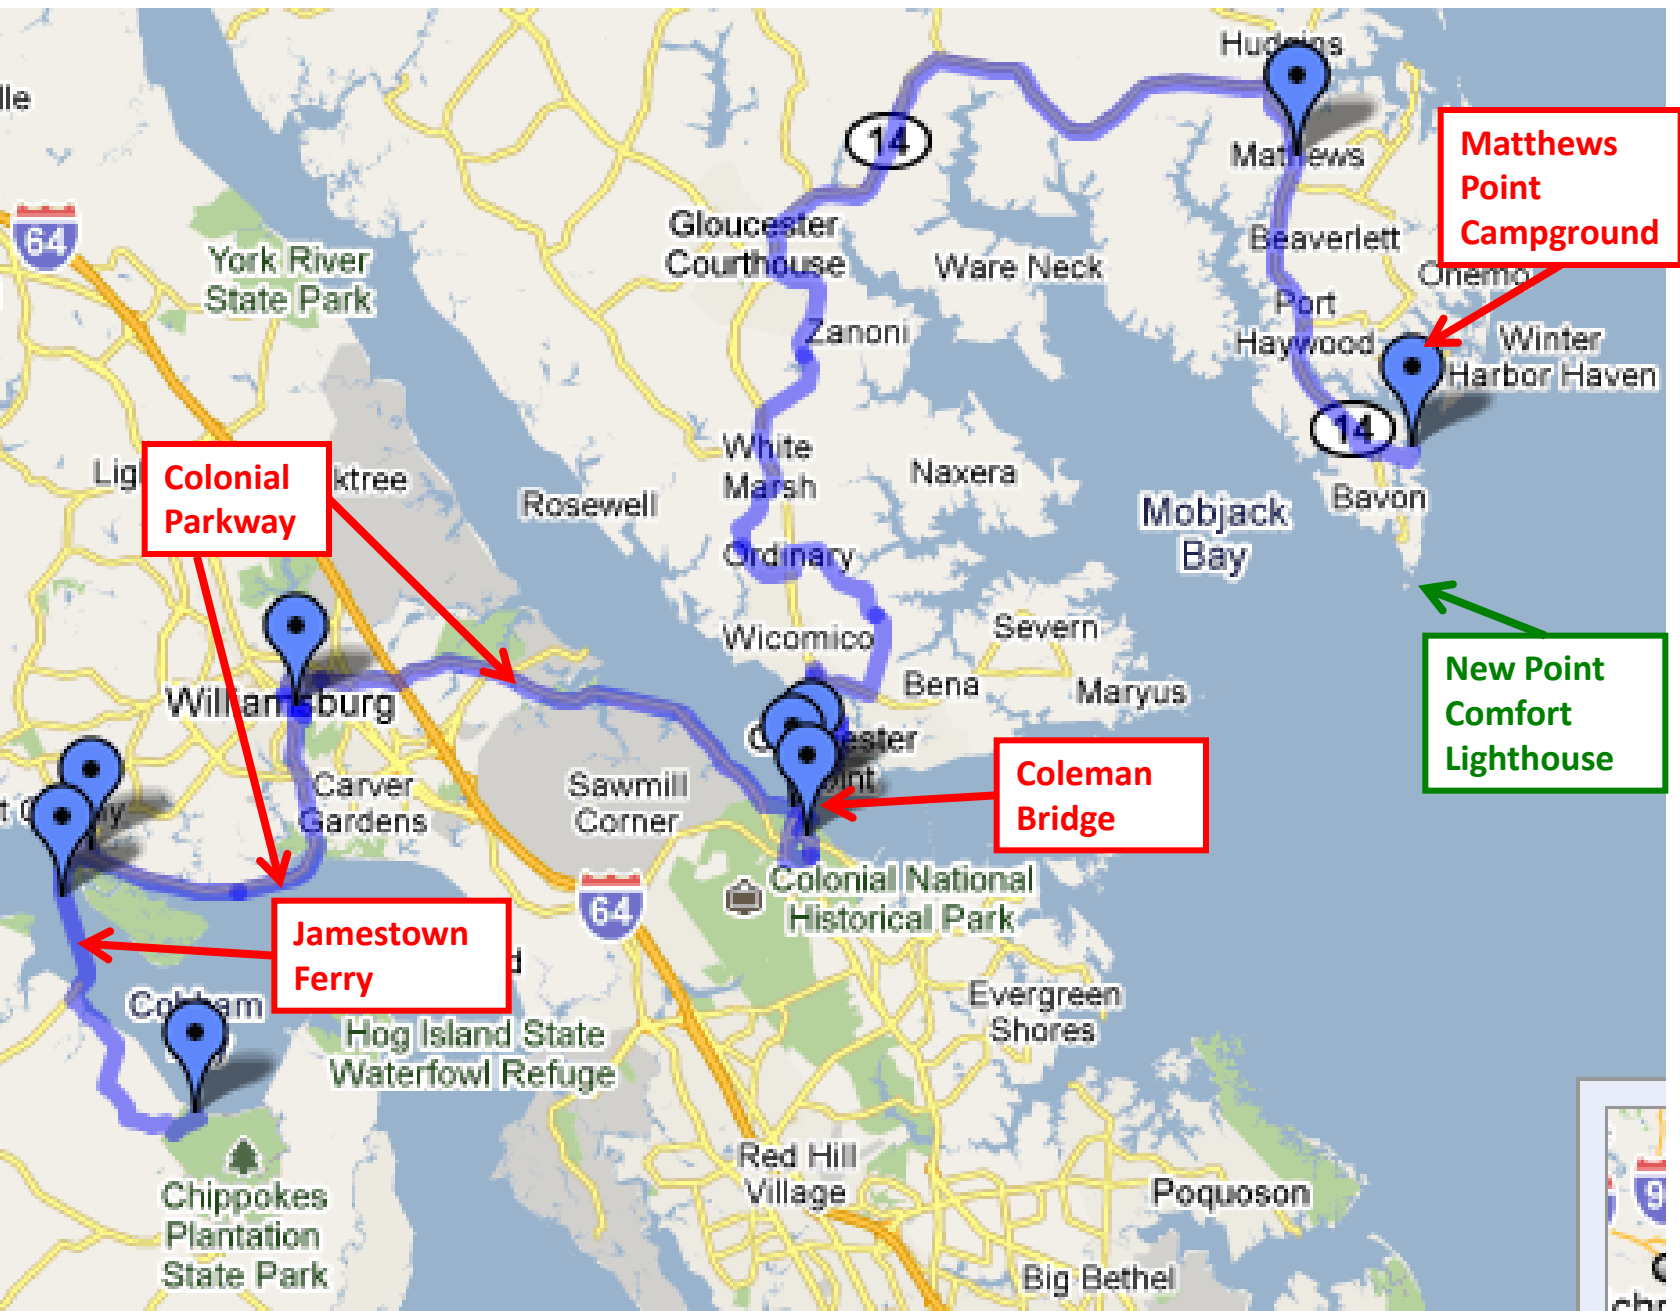 Hudgins
lle
14
Mathews
Matthews
Point
Campground
Gloucester
Courthouse
64
York River
State Park
Ware Neck
Beaverlett
Onemo
Port
Haywood
Zanoni
Winter
Harbor Haven
14
White
Marsh
Naxera
Bavon
Colonial
Parkway
Rosewell
Mobjack
Bay
Ordinary
Wicomico
Severn
Bena
Maryus
New Point
Comfort
Lighthouse
Williamsburg
Carver
Gardens
Sawmill
Corner
Coleman
Bridge
Colonial National
Historical Park
64
Jamestown
Ferry
Evergreen
Shores
Hog Island State
Waterfowl Refuge
Chippokes
Plantation
State Park
Red Hill
Village
Poquoson
Big Bethel